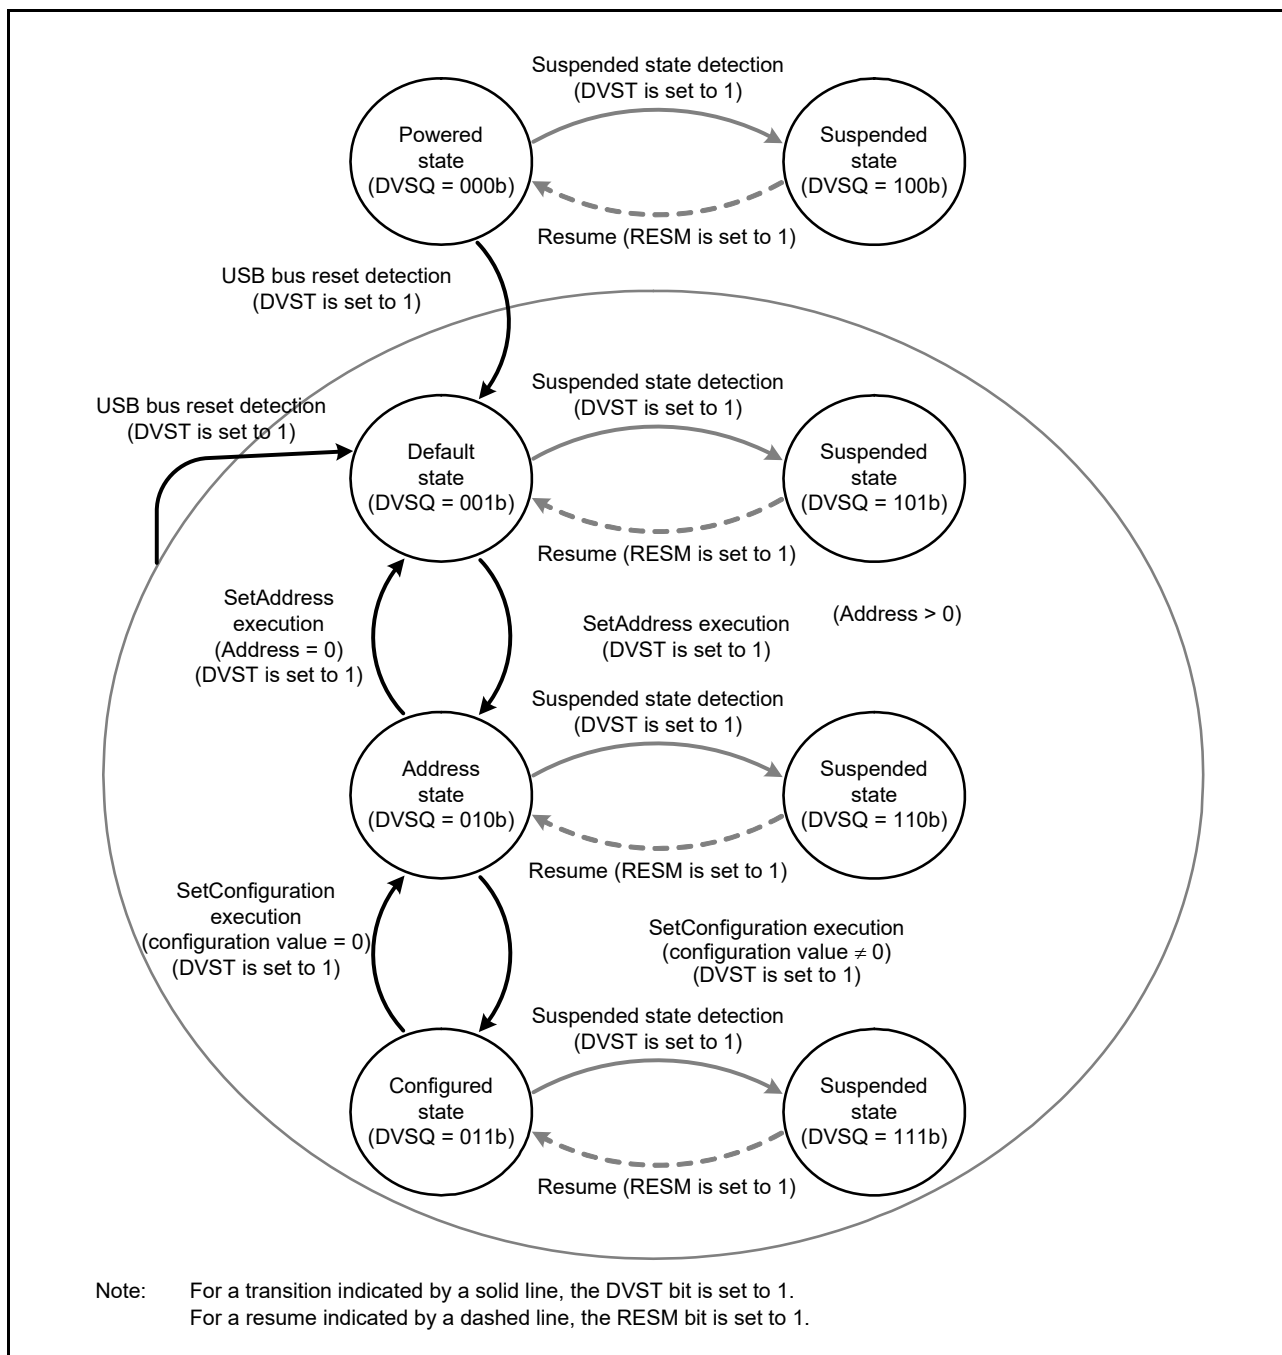 Suspended state detection
(DVST is set to 1)
Powered
state
(DVSQ = 000b)
Suspended
state
(DVSQ = 100b)
Resume (RESM is set to 1)
USB bus reset detection
(DVST is set to 1)
Suspended state detection
(DVST is set to 1)
USB bus reset detection
(DVST is set to 1)
Default
state
(DVSQ = 001b)
Suspended
state
(DVSQ = 101b)
Resume (RESM is set to 1)
SetAddress
execution
(Address = 0)
(DVST is set to 1)
SetAddress execution
(DVST is set to 1)
(Address > 0)
Suspended state detection
(DVST is set to 1)
Address
state
(DVSQ = 010b)
Suspended
state
(DVSQ = 110b)
Resume (RESM is set to 1)
SetConfiguration
execution
(configuration value = 0)
(DVST is set to 1)
SetConfiguration execution
(configuration value ≠ 0)
(DVST is set to 1)
Suspended state detection
(DVST is set to 1)
Configured
state
(DVSQ = 011b)
Suspended
state
(DVSQ = 111b)
Resume (RESM is set to 1)
Note: For a transition indicated by a solid line, the DVST bit is set to 1.
For a resume indicated by a dashed line, the RESM bit is set to 1.